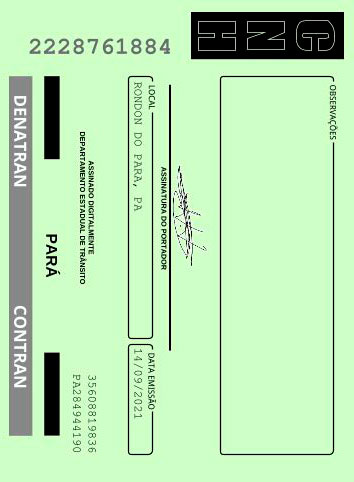 2228761884
CNH
OBSERVAÇÕES
ASSINATURA DO PORTADOR
LOCAL
RONDON DO PARA, PA
DATA EMISSÃO
14/09/2021
ASSINADO DIGITALMENTE
DEPARTAMENTO ESTADUAL DE TRÂNSITO
35608819836
PA284944190
PARÁ
DENATRAN
CONTRAN